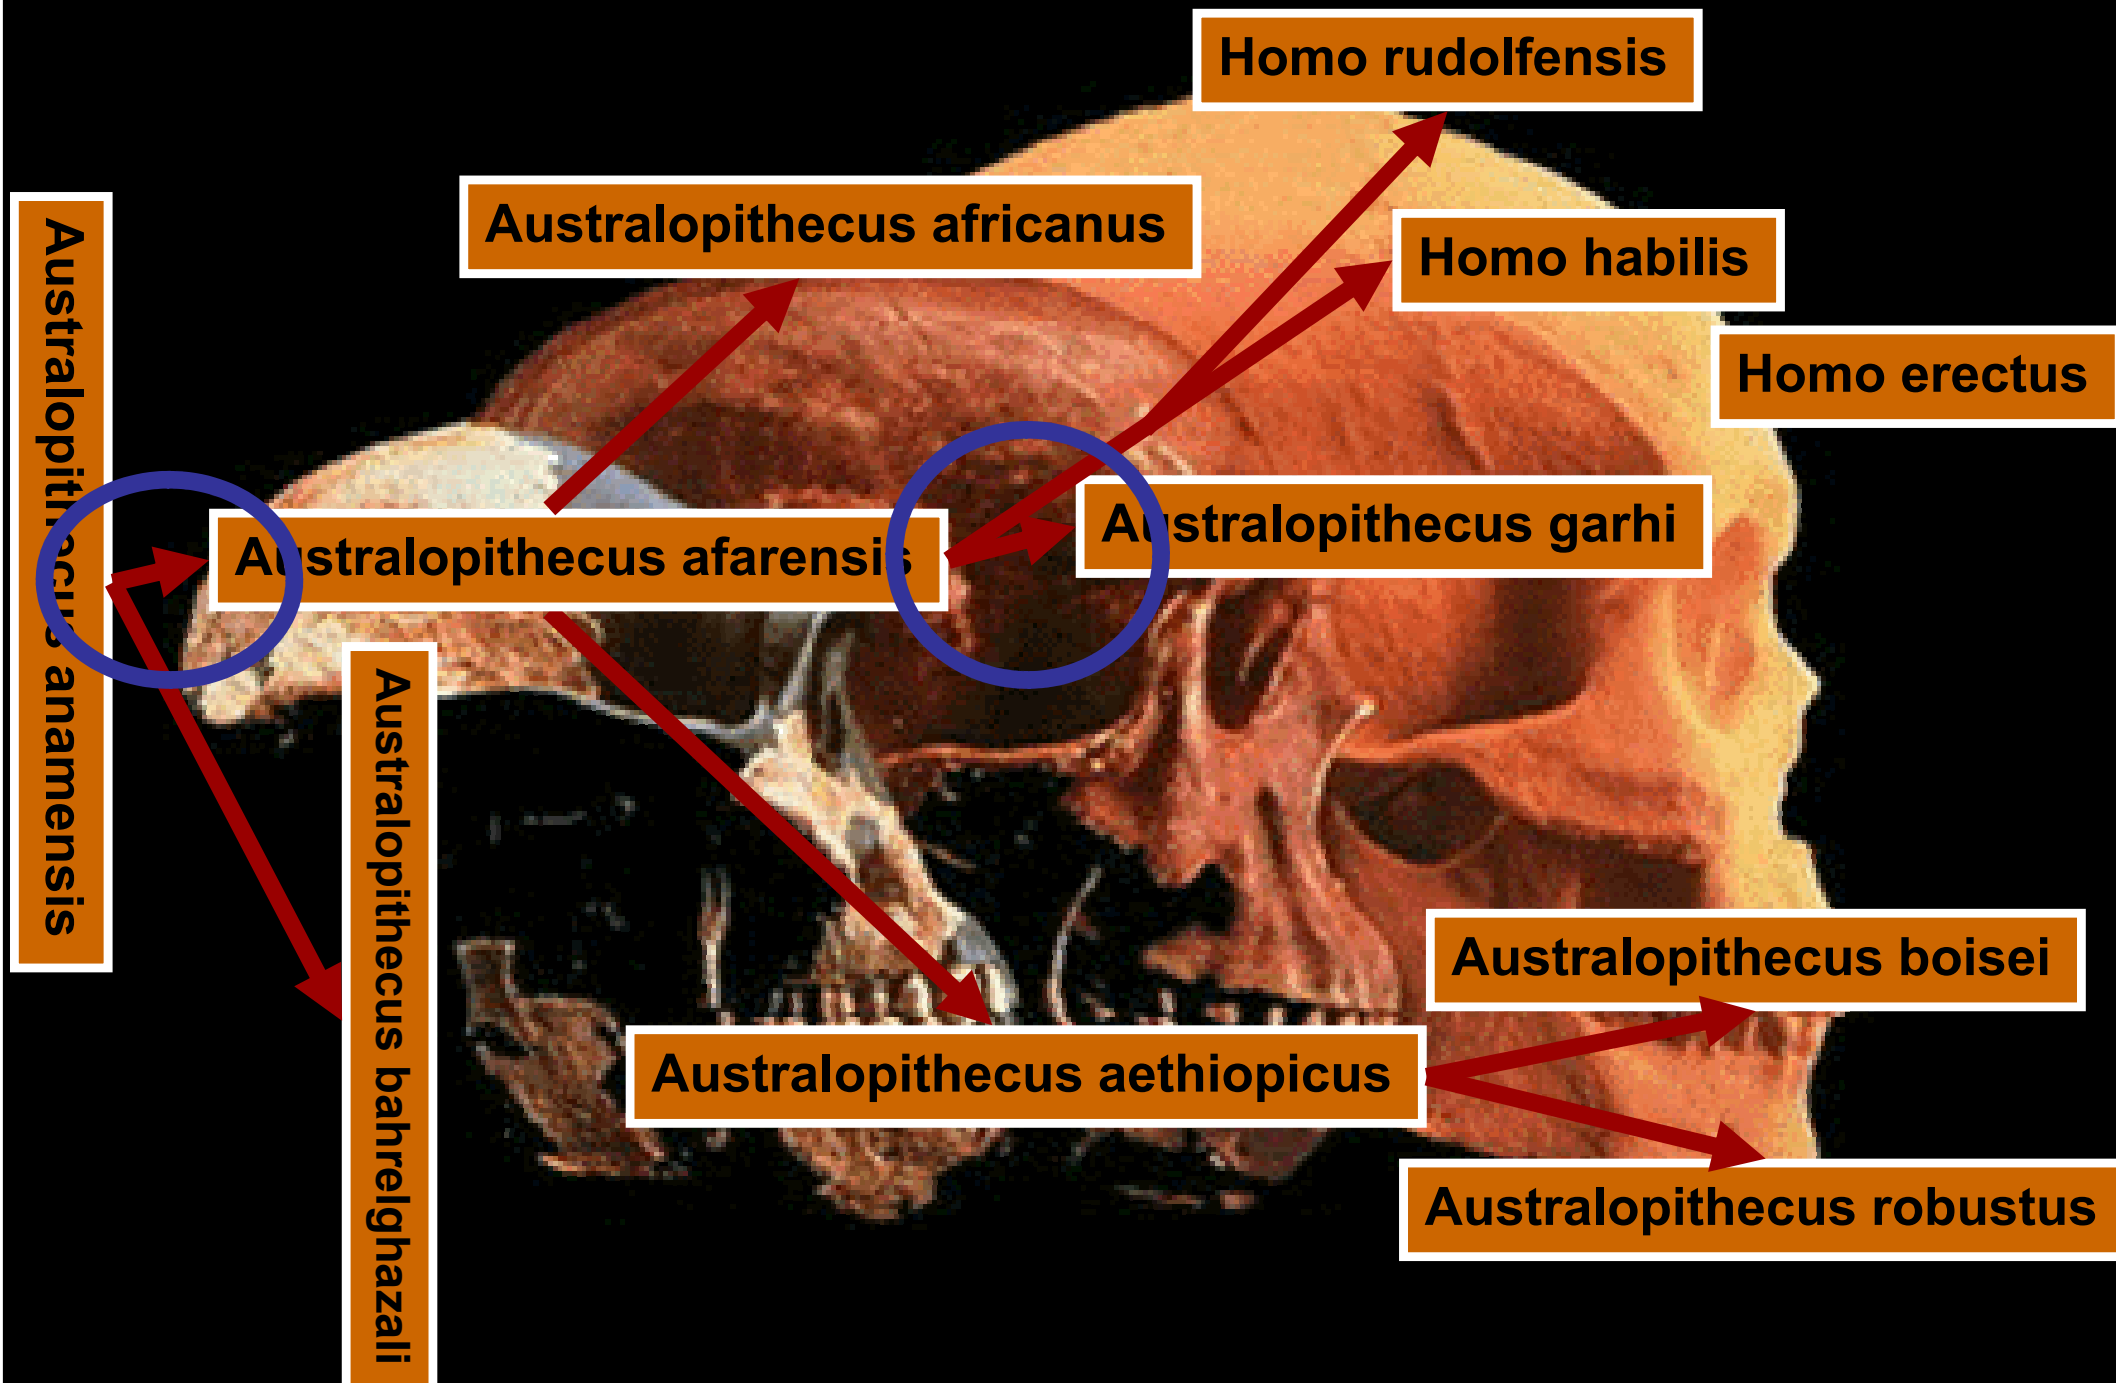 Homo rudolfensis
Australopithecus africanus
Homo habilis
Homo erectus
Australopithecus anamensis
Australopithecus garhi
Australopithecus afarensis
Australopithecus bahrelghazali
Australopithecus boisei
Australopithecus aethiopicus
Australopithecus robustus